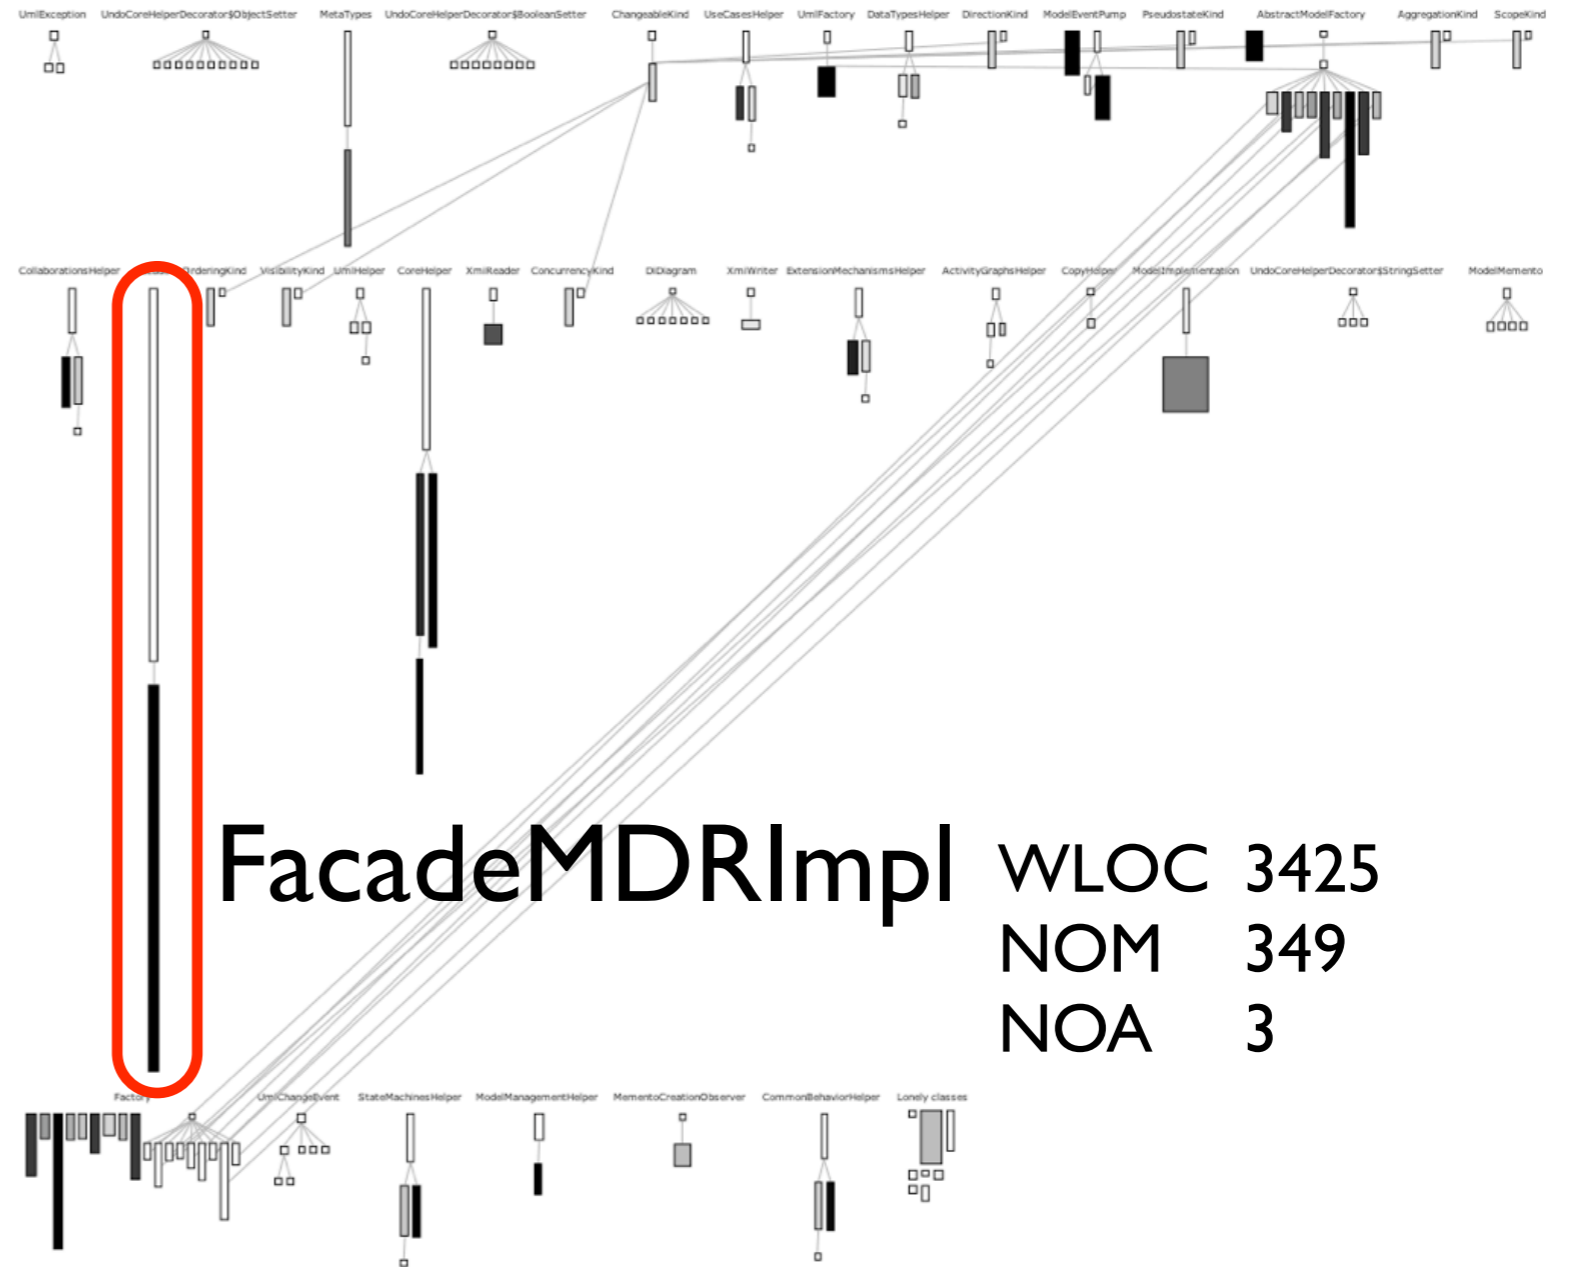 UmlException UndoCoreHelperDecorator$ObjectSetter MetaTypes UndoCoreHelperDecorator$BooleanSetter ChangeableKind UseCasesHelper UmlFactory DataTypesHelper DirectionKind ModelEventPump PseudostateKind AbstractModelFactory AggregationKind ScopeKind
CollaborationsHelper OrderingKind VisibilityKind UmlHelper CoreHelper XmiReader ConcurrencyKind DiDiagram XmiWriter ExtensionMechanismsHelper ActivityGraphsHelper CopyHelper ModelImplementation UndoCoreHelperDecorator$StringSetter ModelMemento
FacadeMDRImpl WLOC 3425
NOM 349
NOA 3
Factory UmlChangeEvent StateMachinesHelper ModelManagementHelper MementoCreationObserver CommonBehaviorHelper Lonely classes